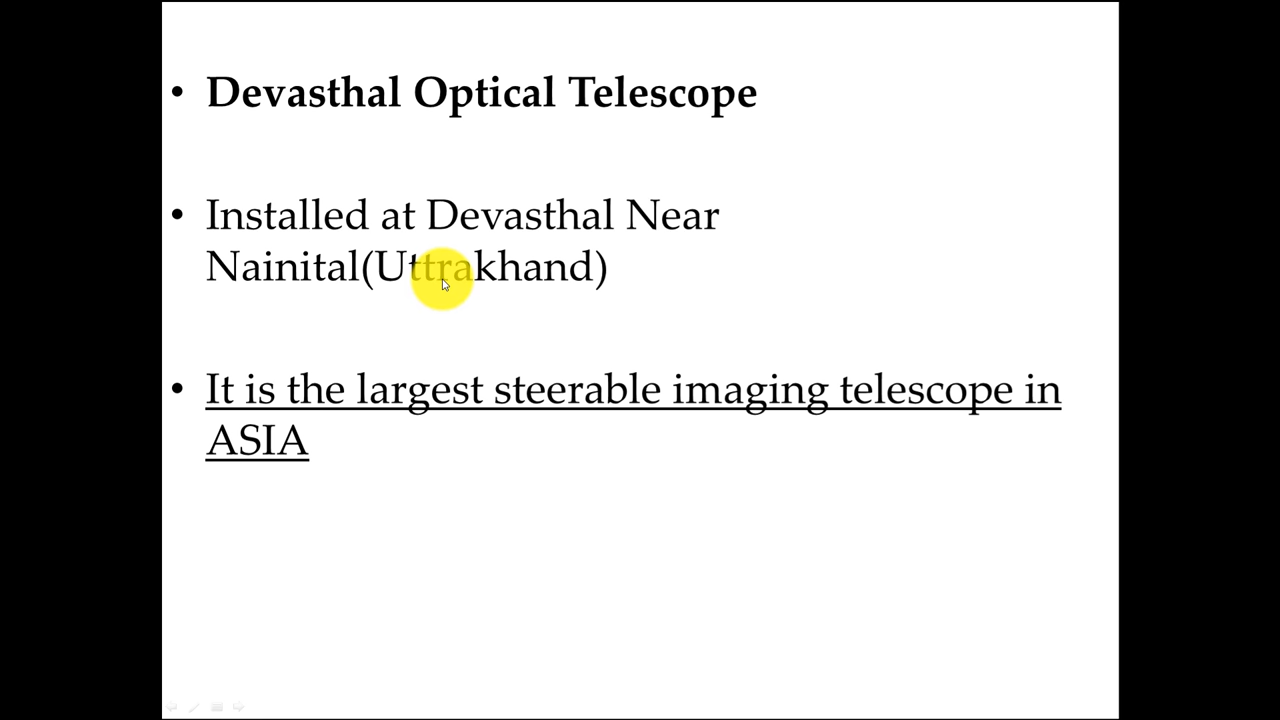 • Devasthal Optical Telescope
• Installed at Devasthal Near
Nainital(Uttrakhand)
• It is the largest steerable imaging telescope in
ASIA